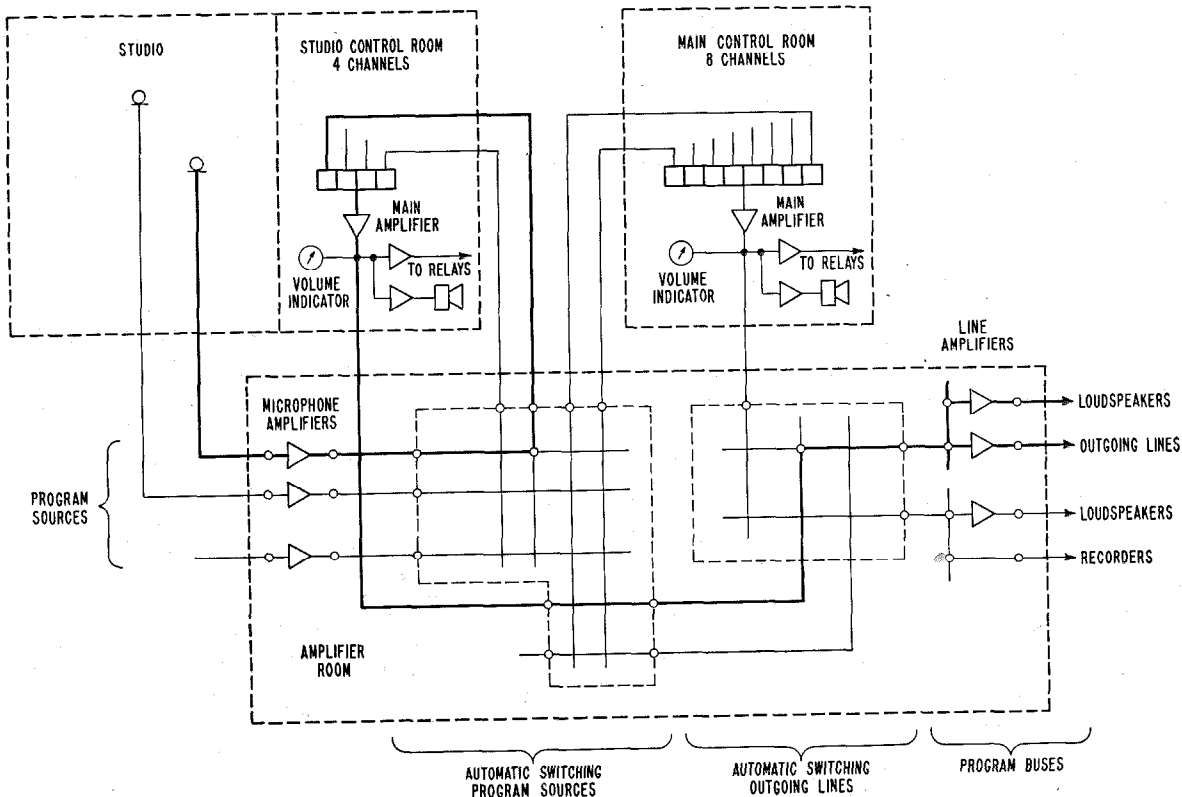 STUDIO
STUDIO CONTROL ROOM
4 CHANNELS
MAIN CONTROL ROOM
8 CHANNELS
MAIN
AMPLIFIER
TO RELAYS
VOLUME
INDICATOR
MAIN
AMPLIFIER
TO RELAYS
VOLUME
INDICATOR
LINE
AMPLIFIERS
MICROPHONE
AMPLIFIERS
LOUDSPEAKERS
OUTGOING LINES
PROGRAM
SOURCES
LOUDSPEAKERS
RECORDERS
AMPLIFIER
ROOM
AUTOMATIC SWITCHING
PROGRAM SOURCES
AUTOMATIC SWITCHING
OUTGOING LINES
PROGRAM BUSES